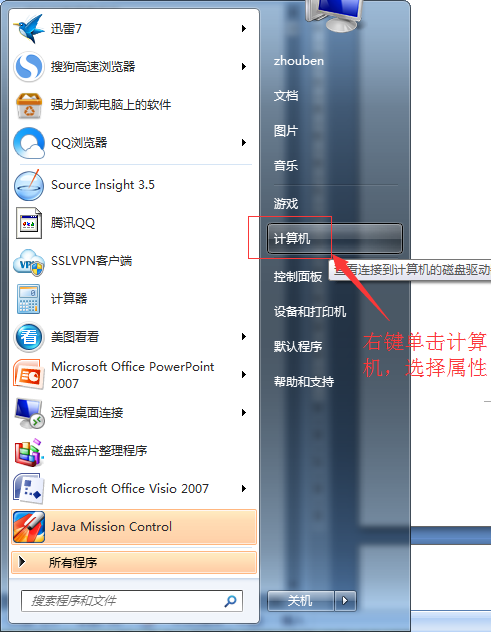 迅雷7
搜狗高速浏览器
强力卸载电脑上的软件
QQ浏览器
Source Insight 3.5
腾讯QQ
SSLVPN客户端
计算器
美图看看
Microsoft Office PowerPoint
2007
远程桌面连接
磁盘碎片整理程序
Microsoft Office Visio 2007
Java Mission Control
所有程序
搜索程序和文件
zhouben
文档
图片
音乐
游戏
计算机
查看连接到计算机的磁盘驱动
控制面板
设备和打印机
默认程序
帮助和支持
关机
右键单击计算
机，选择属性